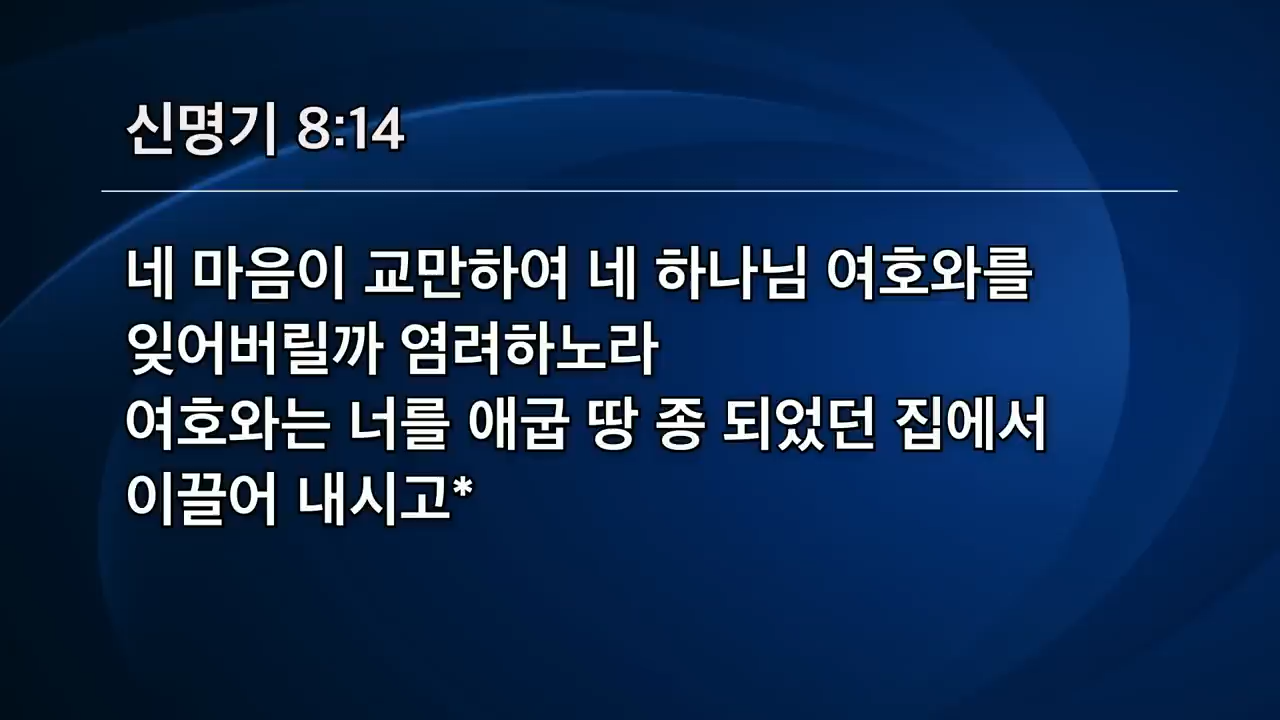 신명기 8:14
네 마음이 교만하여 네 하나님 여호와를
잊어버릴까 염려하노라
여호와는 너를 애굽 땅 종 되었던 집에서
이끌어 내시고*